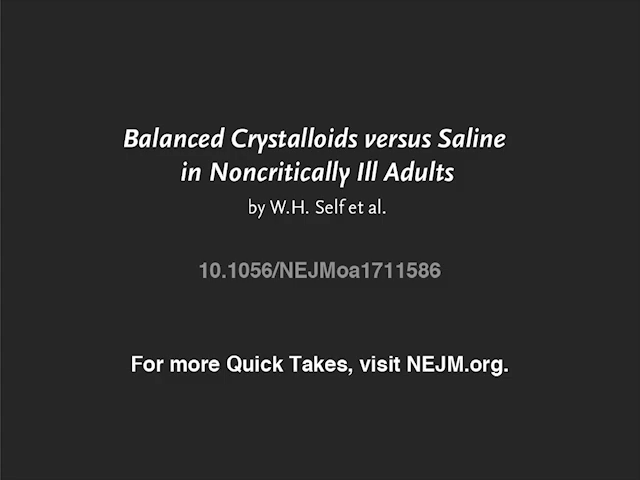 Balanced Crystalloids versus Saline
in Noncritically Ill Adults
by W.H. Self et al.
10.1056/NEJMoa1711586
For more Quick Takes, visit NEJM.org.